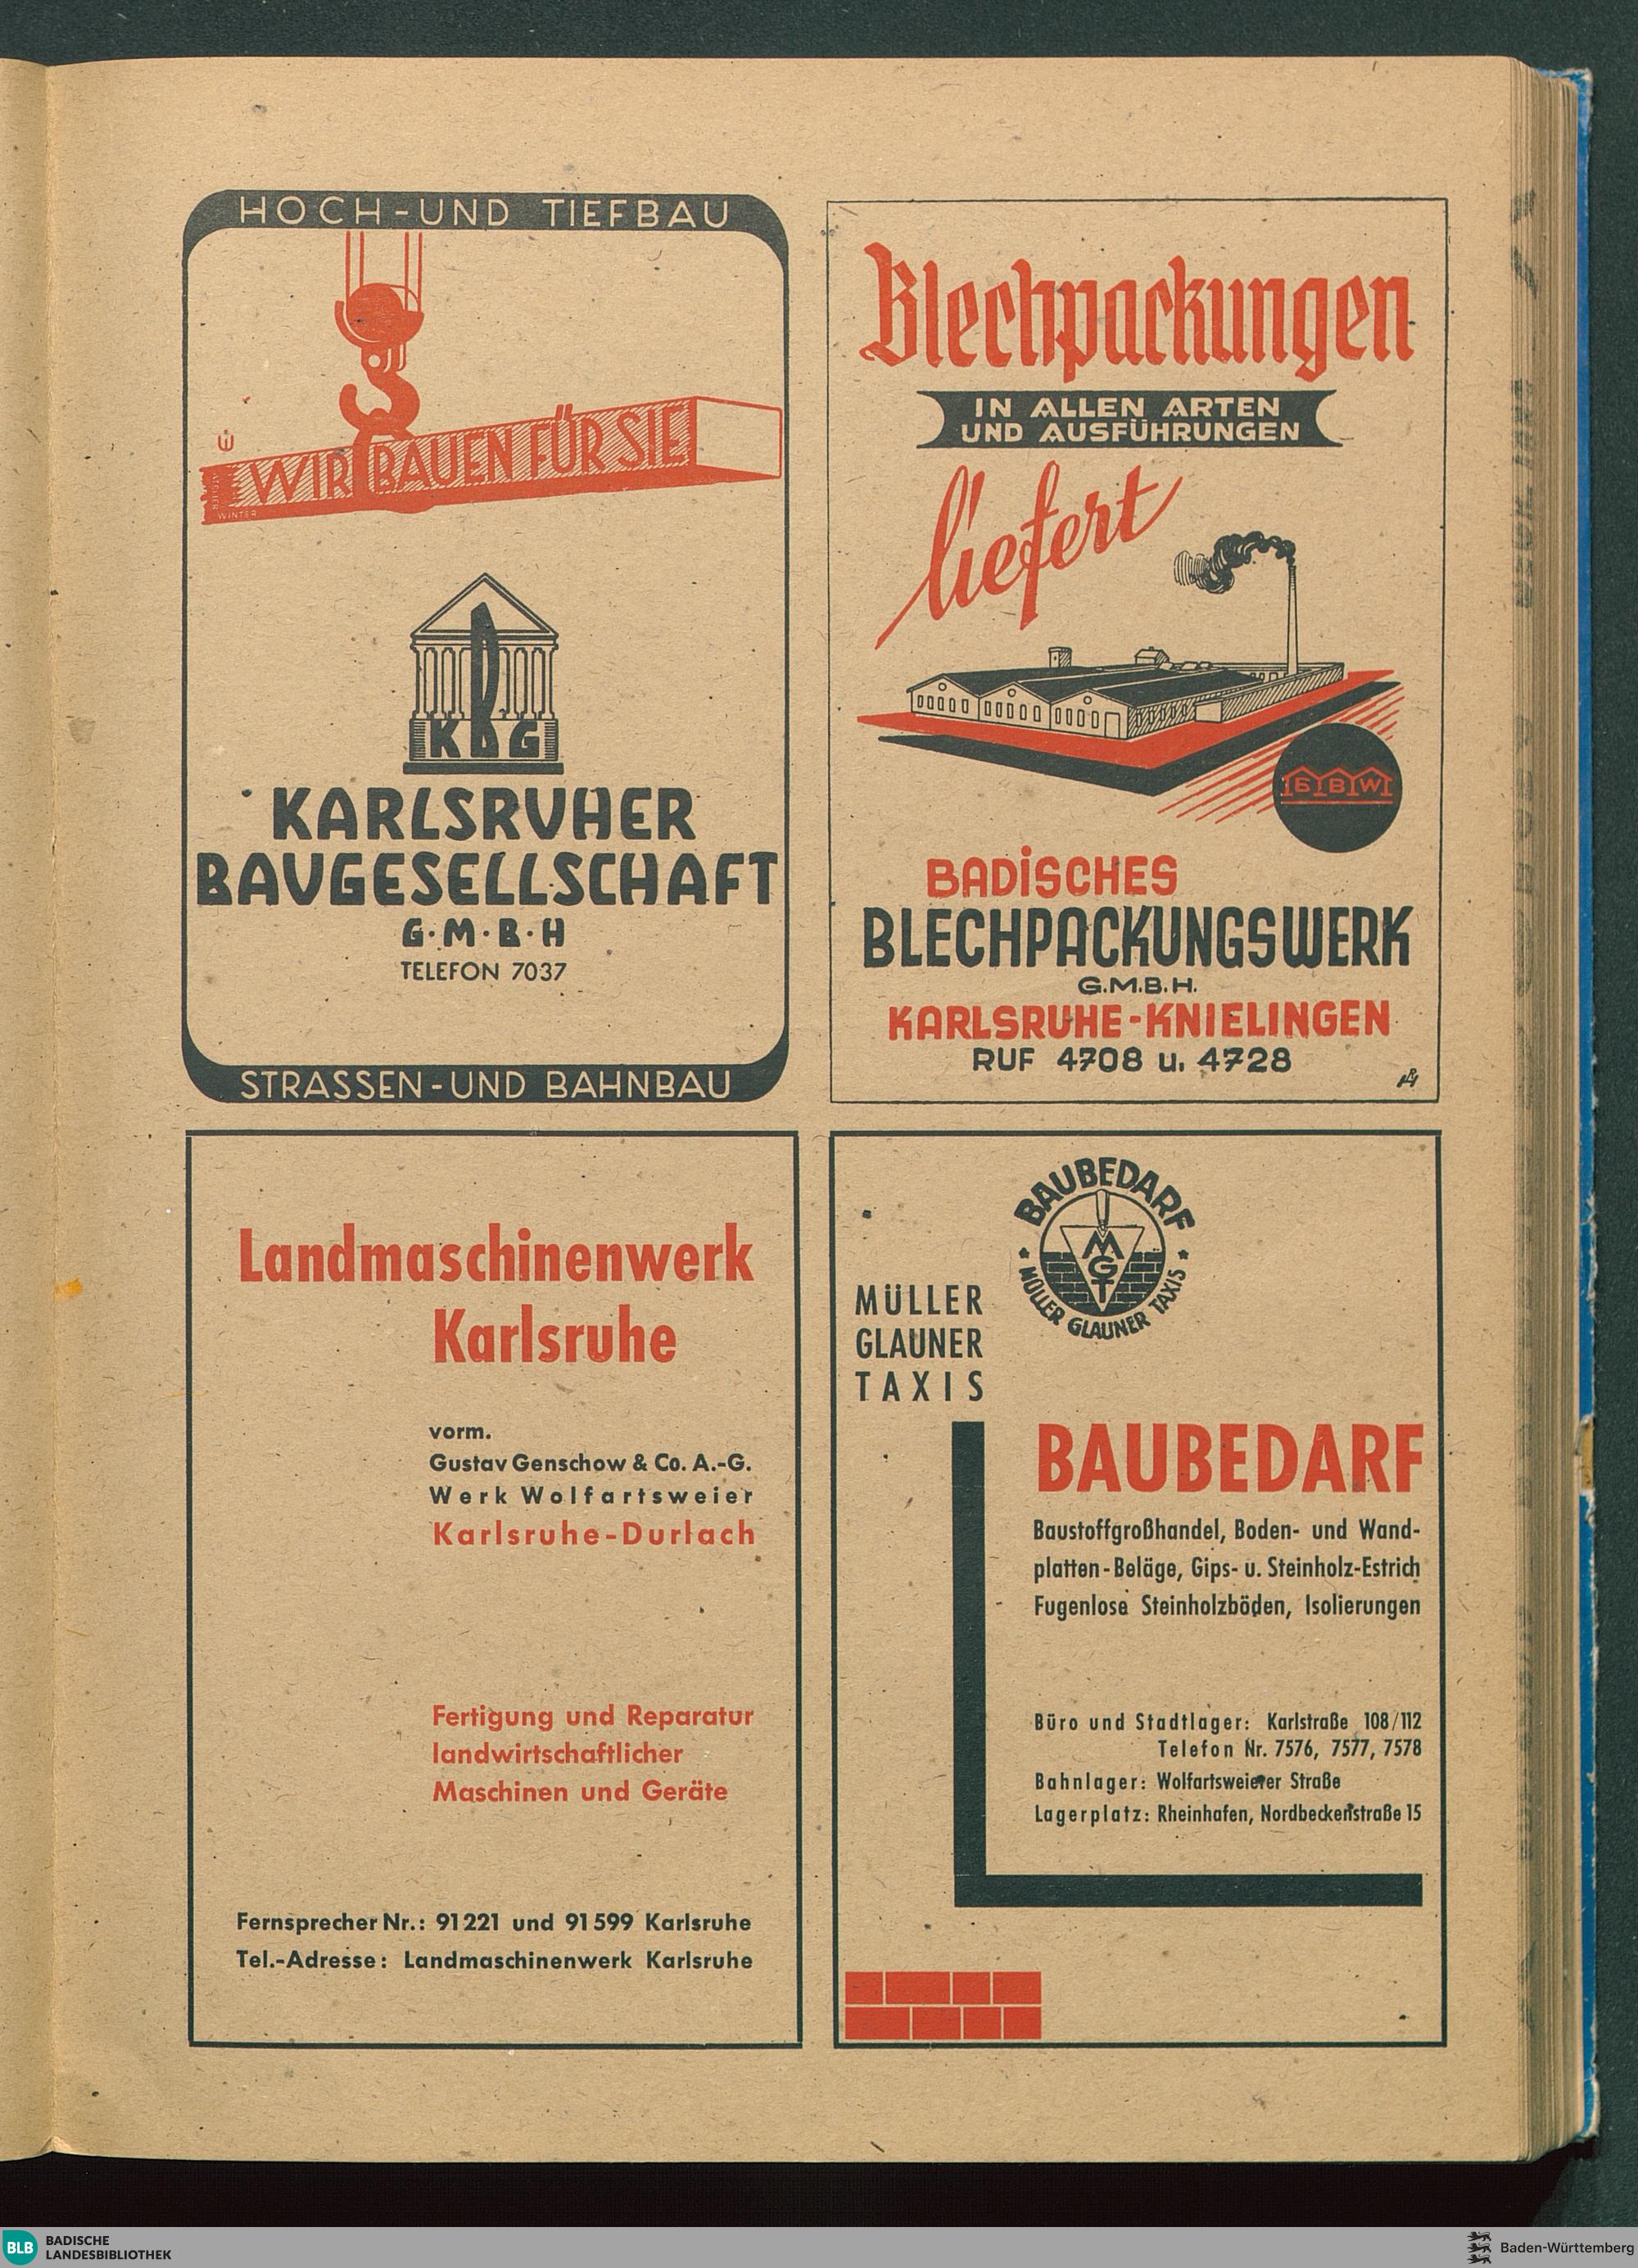 HOCH-UND TIEFBAU
WIR BAUEN FÜR SIE
WINTER
KBG
KARLSRUHER
BAUGESELLSCHAFT
G·M·B·H
TELEFON 7037
STRASSEN-UND BAHNBAU
Blechpackungen
IN ALLEN ARTEN
UND AUSFÜHRUNGEN
liefert
BBW
BADISCHES
BLECHPACKUNGSWERK
G.M.B.H.
KARLSRUHE-KNIELINGEN
RUF 4708 u. 4728
Landmaschinenwerk
Karlsruhe
vorm.
Gustav Genschow & Co. A.-G.
Werk Wolfartsweier
Karlsruhe-Durlach
Fertigung und Reparatur
landwirtschaftlicher
Maschinen und Geräte
Fernsprecher Nr.: 91221 und 91599 Karlsruhe
Tel.-Adresse: Landmaschinenwerk Karlsruhe
BAUBEDARF
MGT
MÜLLER GLAUNER TAXIS
MÜLLER
GLAUNER
TAXIS
BAUBEDARF
Baustoffgroßhandel, Boden- und Wand-
platten-Beläge, Gips- u. Steinholz-Estrich
Fugenlose Steinholzböden, Isolierungen
Büro und Stadtlager: Karlstraße 108/112
Telefon Nr. 7576, 7577, 7578
Bahnlager: Wolfartsweierer Straße
Lagerplatz: Rheinhafen, Nordbeckenstraße 15
BLB BADISCHE
LANDESBIBLIOTHEK
Baden-Württemberg